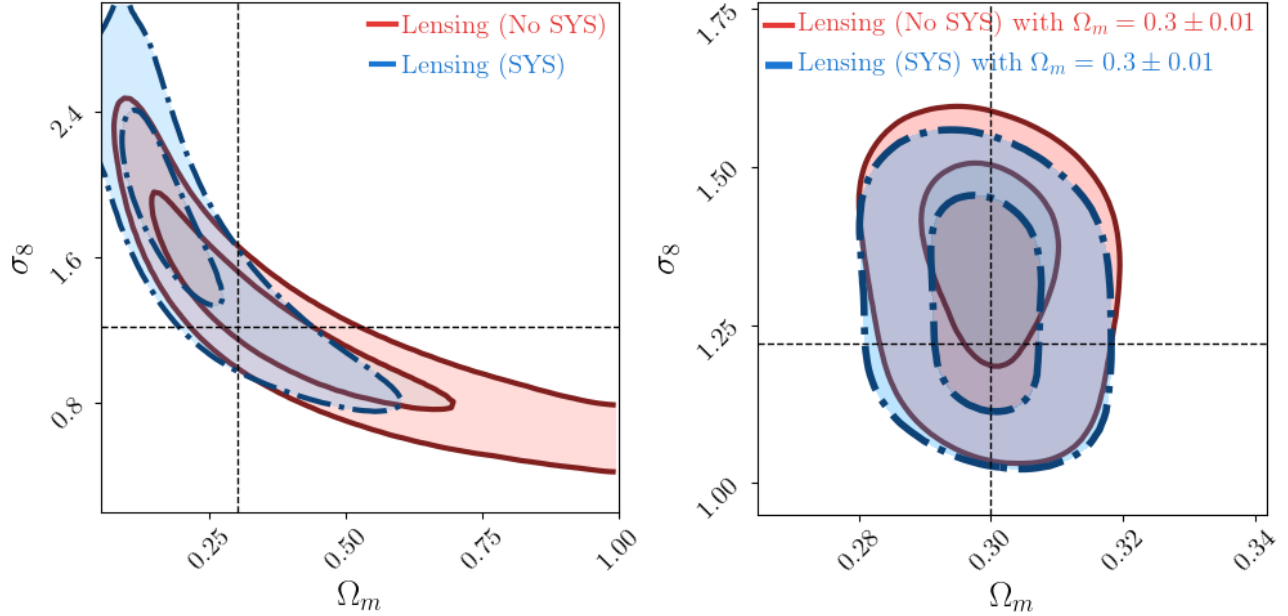 Lensing (No SYS)
Lensing (SYS)
2.4
1.6
0.8
σ₈
0.25
0.50
0.75
1.00
Ωₘ
Lensing (No SYS) with Ωₘ = 0.3 ± 0.01
Lensing (SYS) with Ωₘ = 0.3 ± 0.01
1.75
1.50
1.25
1.00
σ₈
0.28
0.30
0.32
0.34
Ωₘ